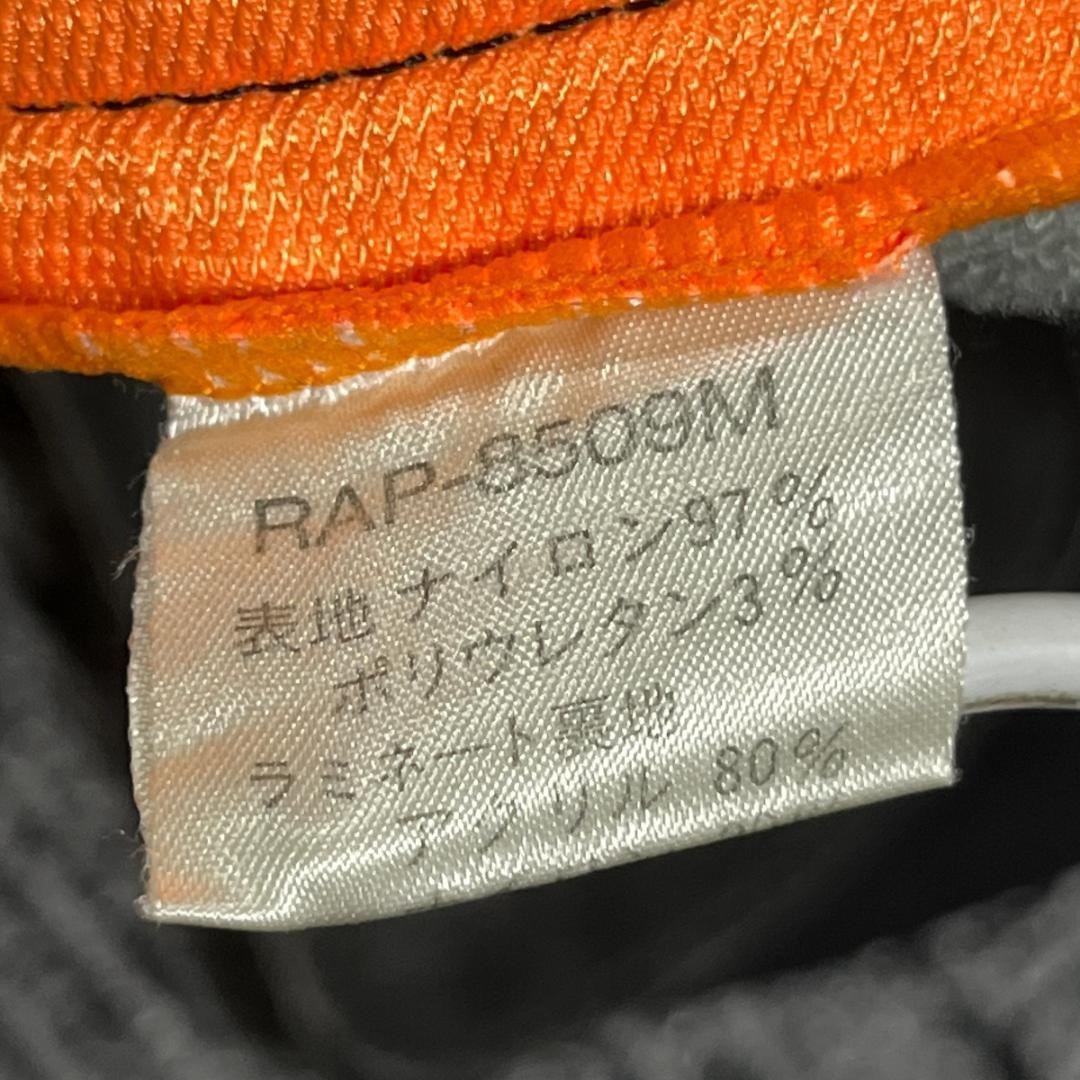 RAP-8509M
表地 ナイロン97%
ポリウレタン3%
ラミネート裏地
アクリル 80%